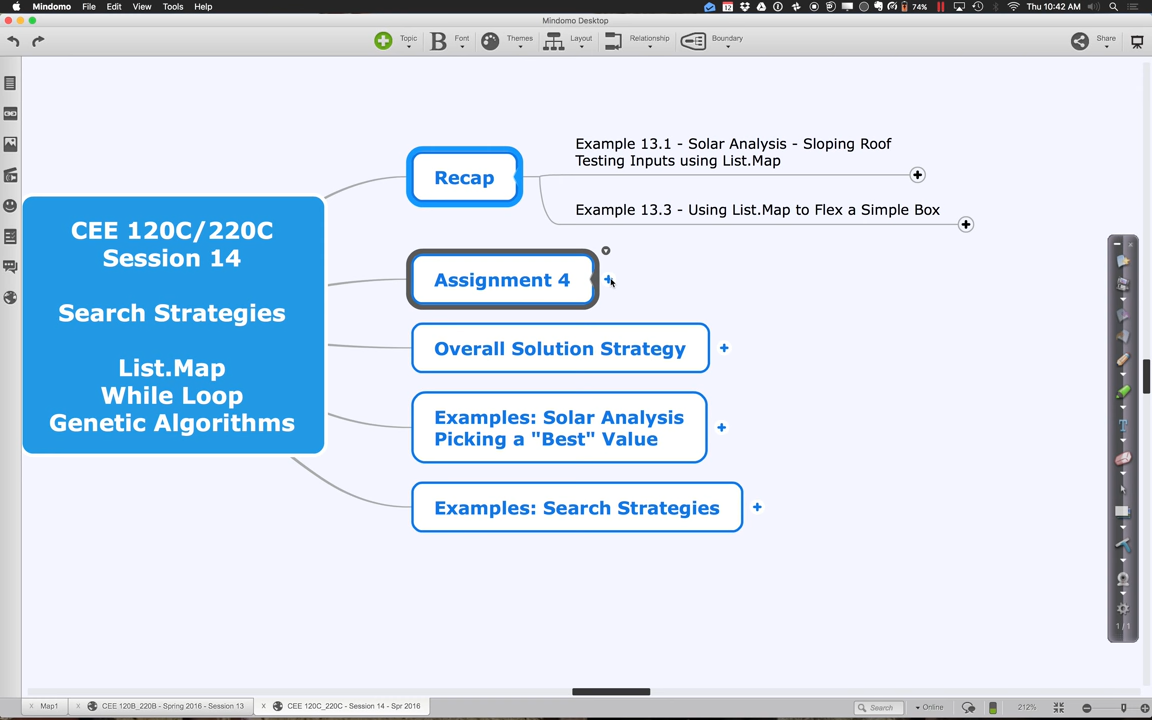 Mindomo File Edit View Tools Help
74%
Thu 10:42 AM
Mindomo Desktop
Topic Font Themes Layout Relationship Boundary Share
CEE 120C/220C
Session 14
Search Strategies
List.Map
While Loop
Genetic Algorithms
Recap
Example 13.1 - Solar Analysis - Sloping Roof
Testing Inputs using List.Map
Example 13.3 - Using List.Map to Flex a Simple Box
Assignment 4
Overall Solution Strategy
Examples: Solar Analysis
Picking a "Best" Value
Examples: Search Strategies
1/1
Map1
CEE 120B_220B - Spring 2016 - Session 13
CEE 120C_220C - Session 14 - Spr 2016
Search
Online
212%